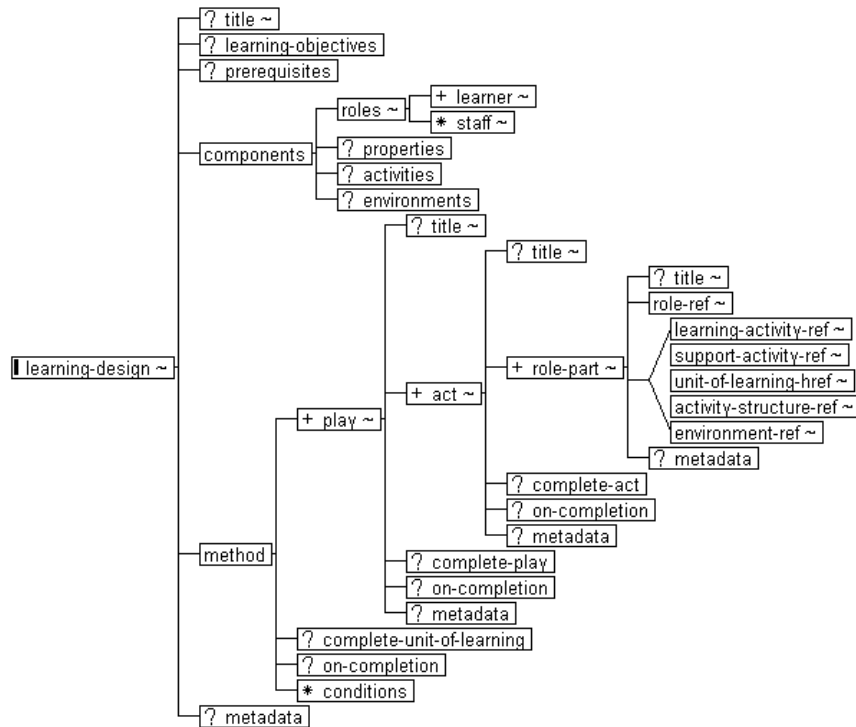 ? title ~
? learning-objectives
? prerequisites
+ learner ~
roles ~
* staff ~
components
? properties
? activities
? environments
? title ~
? title ~
? title ~
role-ref ~
learning-activity-ref ~
support-activity-ref ~
learning-design ~
+ role-part ~
unit-of-learning-href ~
+ act ~
activity-structure-ref ~
+ play ~
environment-ref ~
? metadata
? complete-act
? on-completion
? metadata
method
? complete-play
? on-completion
? metadata
? complete-unit-of-learning
? on-completion
* conditions
? metadata